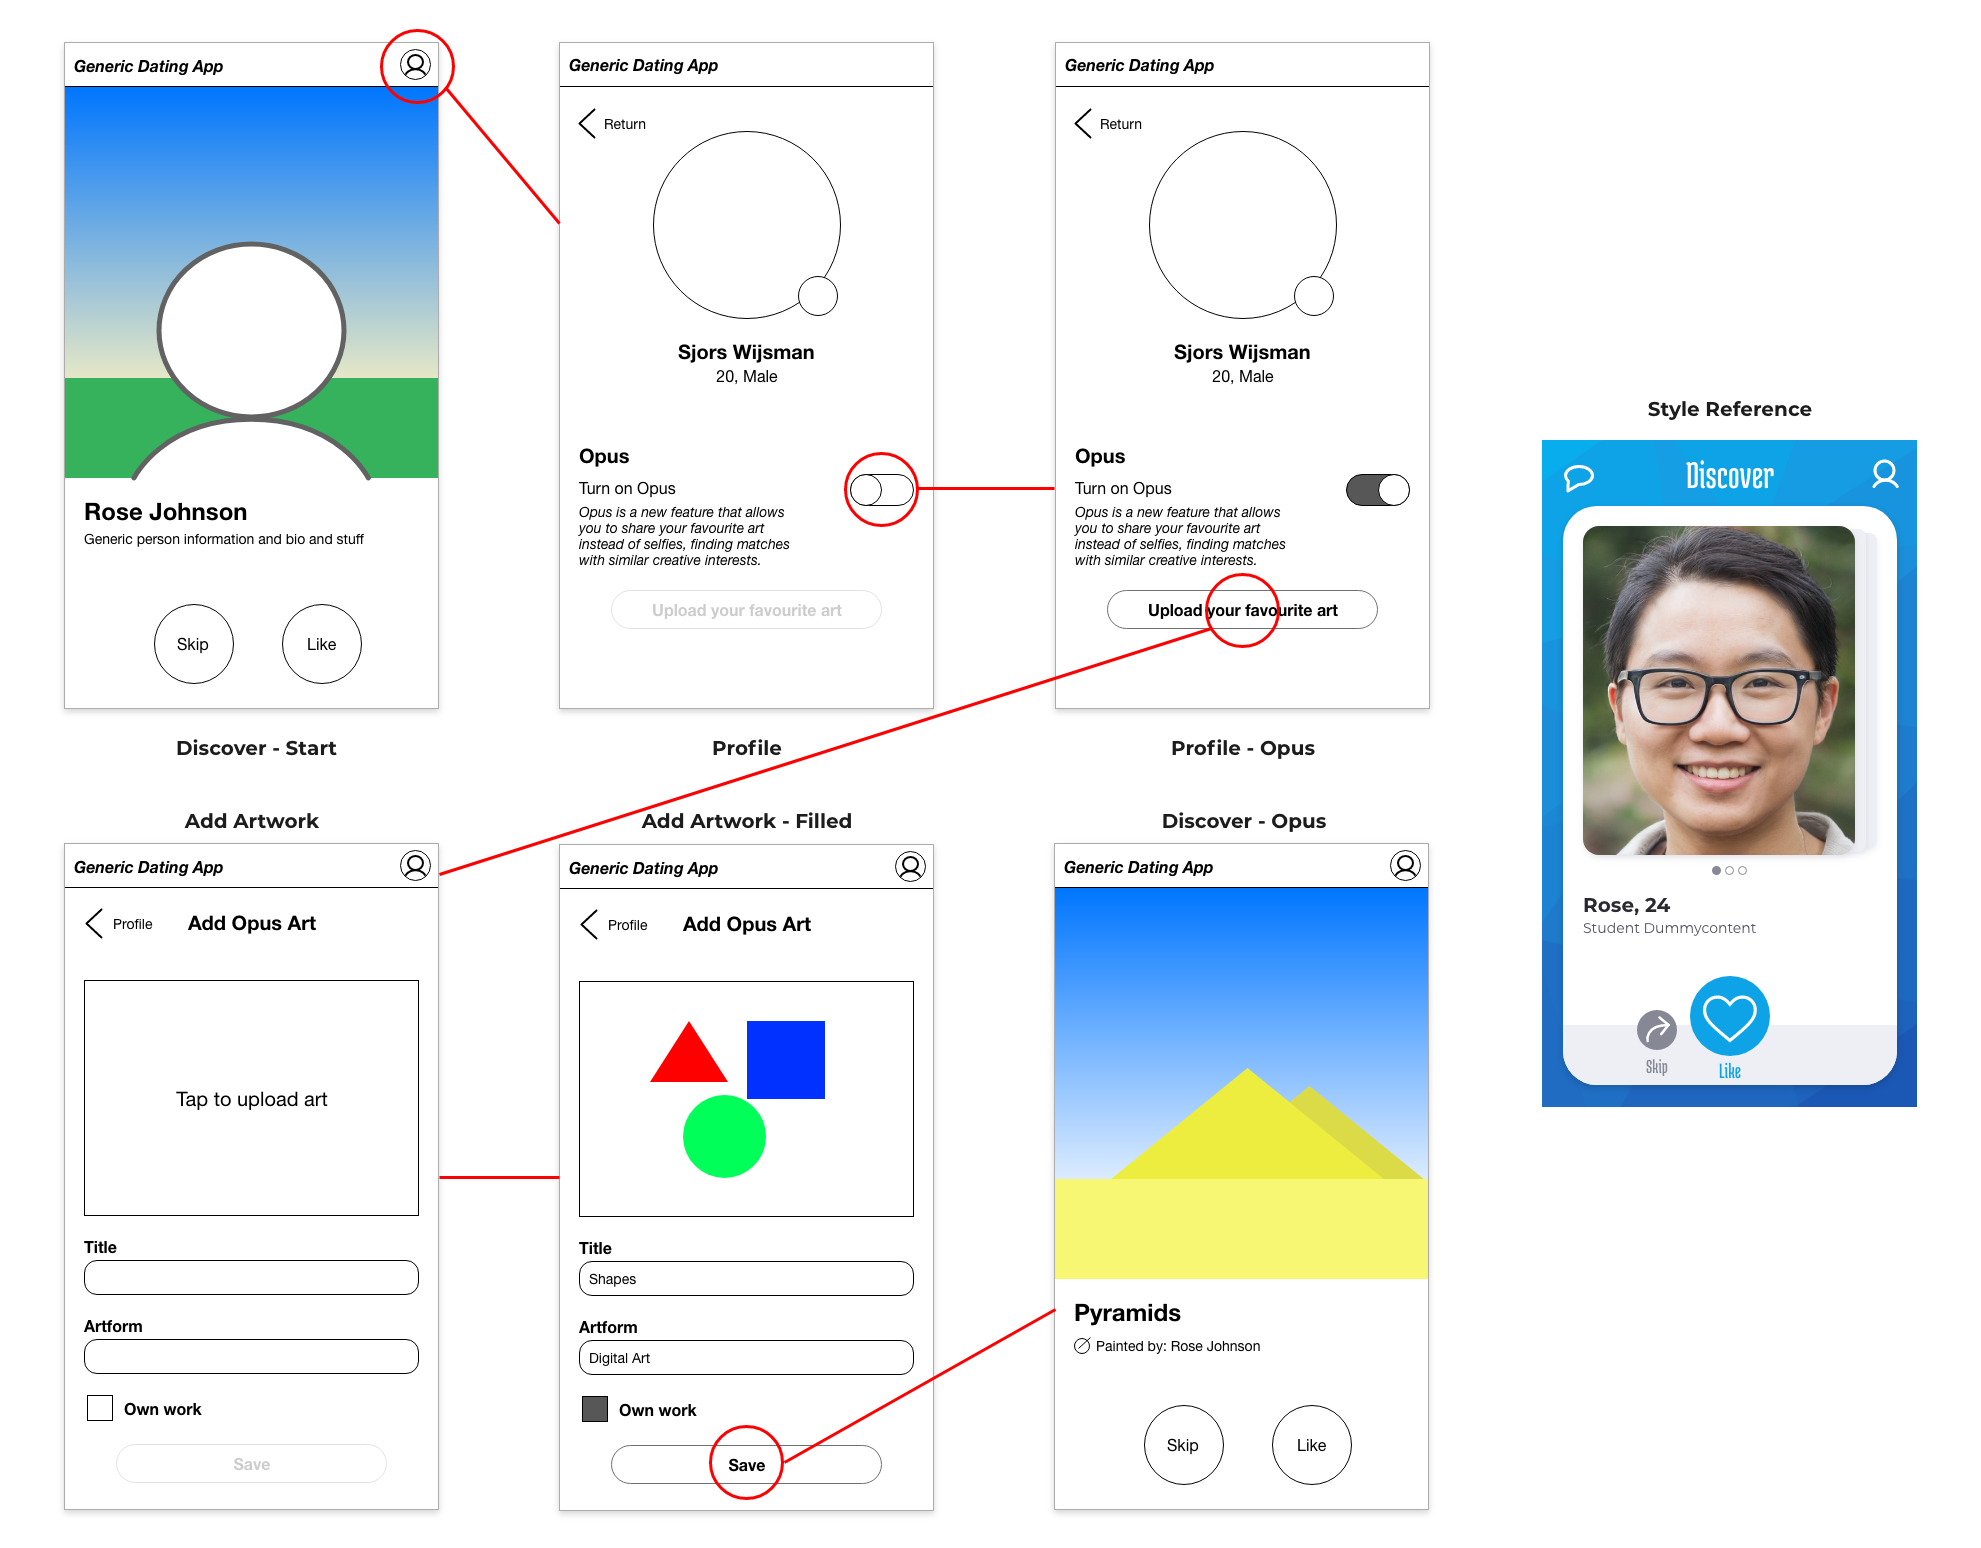 Generic Dating App
Rose Johnson
Generic person information and bio and stuff
Skip
Like
Discover - Start
Generic Dating App
Return
Sjors Wijsman
20, Male
Opus
Turn on Opus
Opus is a new feature that allows
you to share your favourite art
instead of selfies, finding matches
with similar creative interests.
Upload your favourite art
Profile
Generic Dating App
Return
Sjors Wijsman
20, Male
Opus
Turn on Opus
Opus is a new feature that allows
you to share your favourite art
instead of selfies, finding matches
with similar creative interests.
Upload your favourite art
Profile - Opus
Style Reference
Discover
Rose, 24
Student Dummycontent
Skip
Like
Add Artwork
Generic Dating App
Profile
Add Opus Art
Tap to upload art
Title
Artform
Own work
Save
Add Artwork - Filled
Generic Dating App
Profile
Add Opus Art
Title
Shapes
Artform
Digital Art
Own work
Save
Discover - Opus
Generic Dating App
Pyramids
Painted by: Rose Johnson
Skip
Like